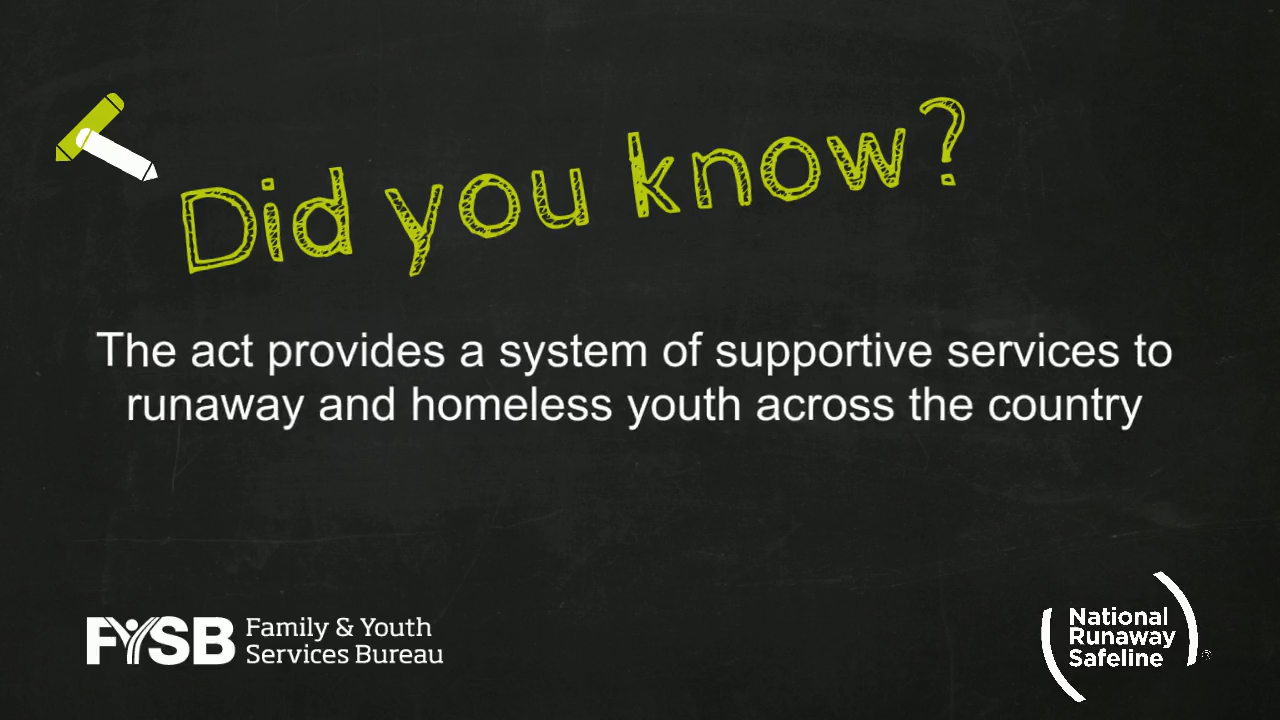 Did you know?
The act provides a system of supportive services to
runaway and homeless youth across the country
FYSB Family & Youth
Services Bureau
National
Runaway
Safeline
®